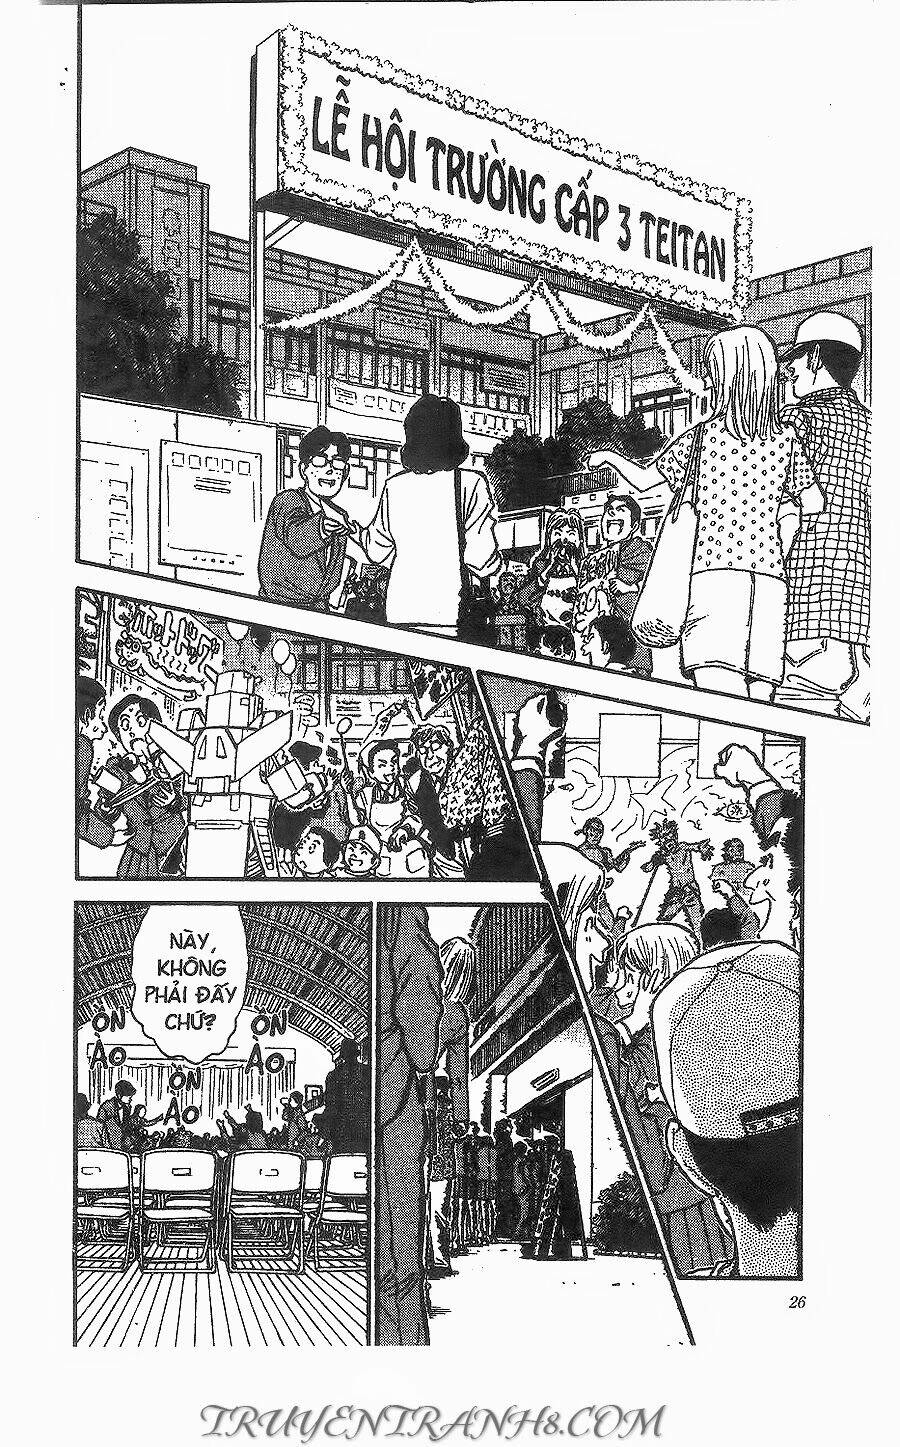 LỄ HỘI TRƯỜNG CẤP 3 TEITAN
NÀY,
KHÔNG
PHẢI ĐẤY
CHỨ?
ỒN
ÀO
ỒN
ÀO
ỒN
ÀO
26
TRUYENTRANH8.COM